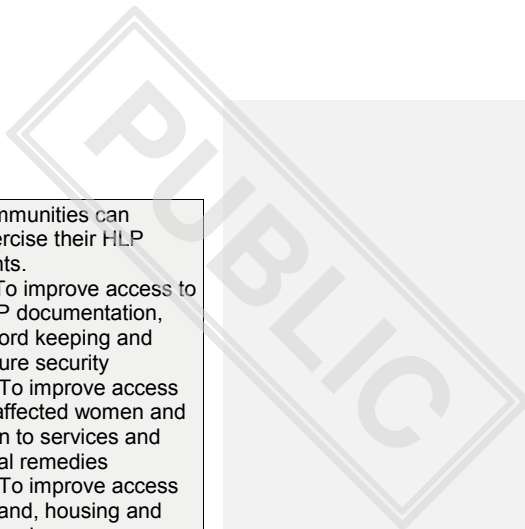 PUBLIC
mmunities can
ercise their HLP
nts.
To improve access to
P documentation,
ord keeping and
ure security
To improve access
affected women and
n to services and
al remedies
To improve access
and, housing and